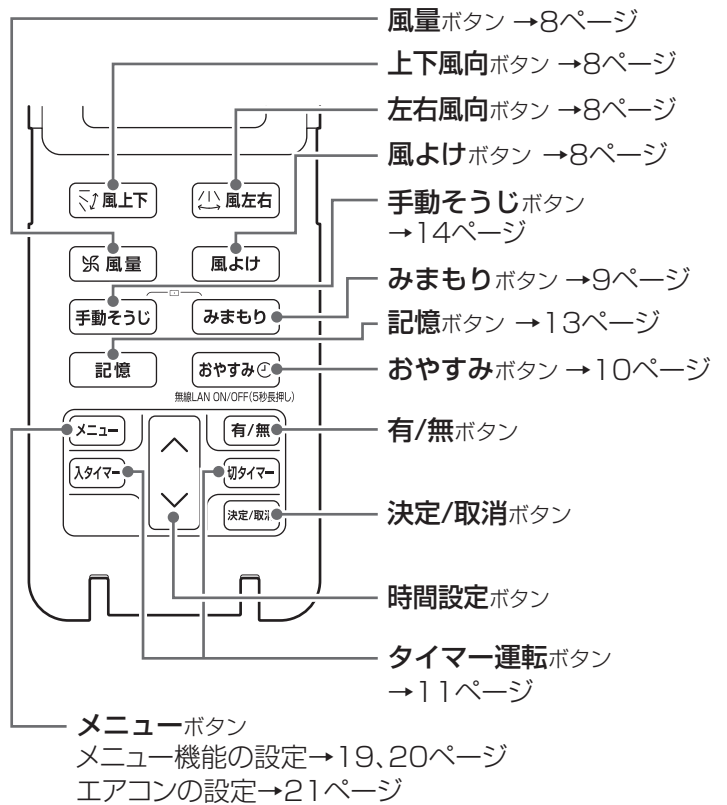 風量ボタン →8ページ
上下風向ボタン →8ページ
左右風向ボタン →8ページ
風よけボタン →8ページ
手動そうじボタン
→14ページ
みまもりボタン →9ページ
記憶ボタン →13ページ
おやすみボタン →10ページ
有/無ボタン
決定/取消ボタン
時間設定ボタン
タイマー運転ボタン
→11ページ
風上下
風左右
風量
風よけ
手動そうじ
みまもり
記憶
おやすみ
無線LAN ON/OFF(5秒長押し)
メニュー
有/無
入タイマー
切タイマー
決定/取消
メニューボタン
メニュー機能の設定→19、20ページ
エアコンの設定→21ページ